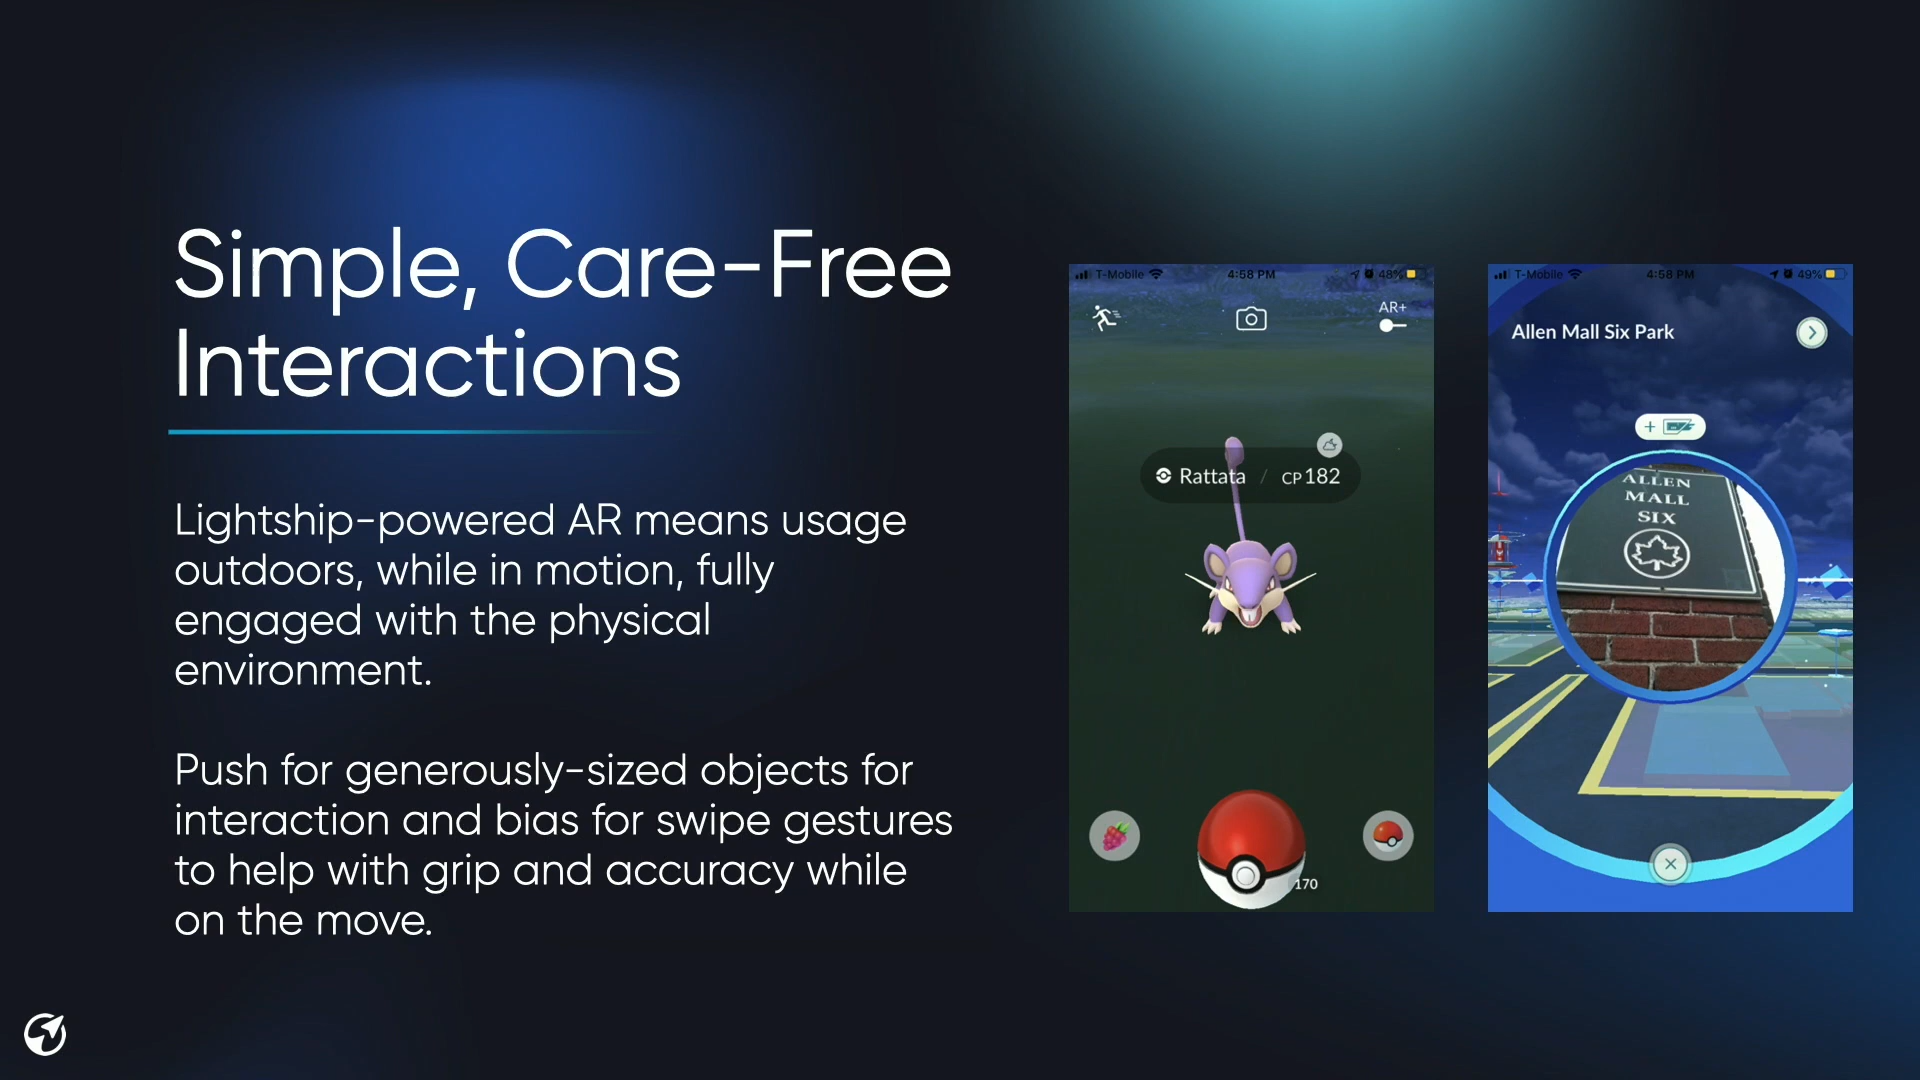 Simple, Care-Free
Interactions
Lightship-powered AR means usage
outdoors, while in motion, fully
engaged with the physical
environment.
Push for generously-sized objects for
interaction and bias for swipe gestures
to help with grip and accuracy while
on the move.
T-Mobile 4:58 PM 48%
AR+
Rattata / CP182
170
T-Mobile 4:58 PM 49%
Allen Mall Six Park
+
ALLEN
MALL
SIX